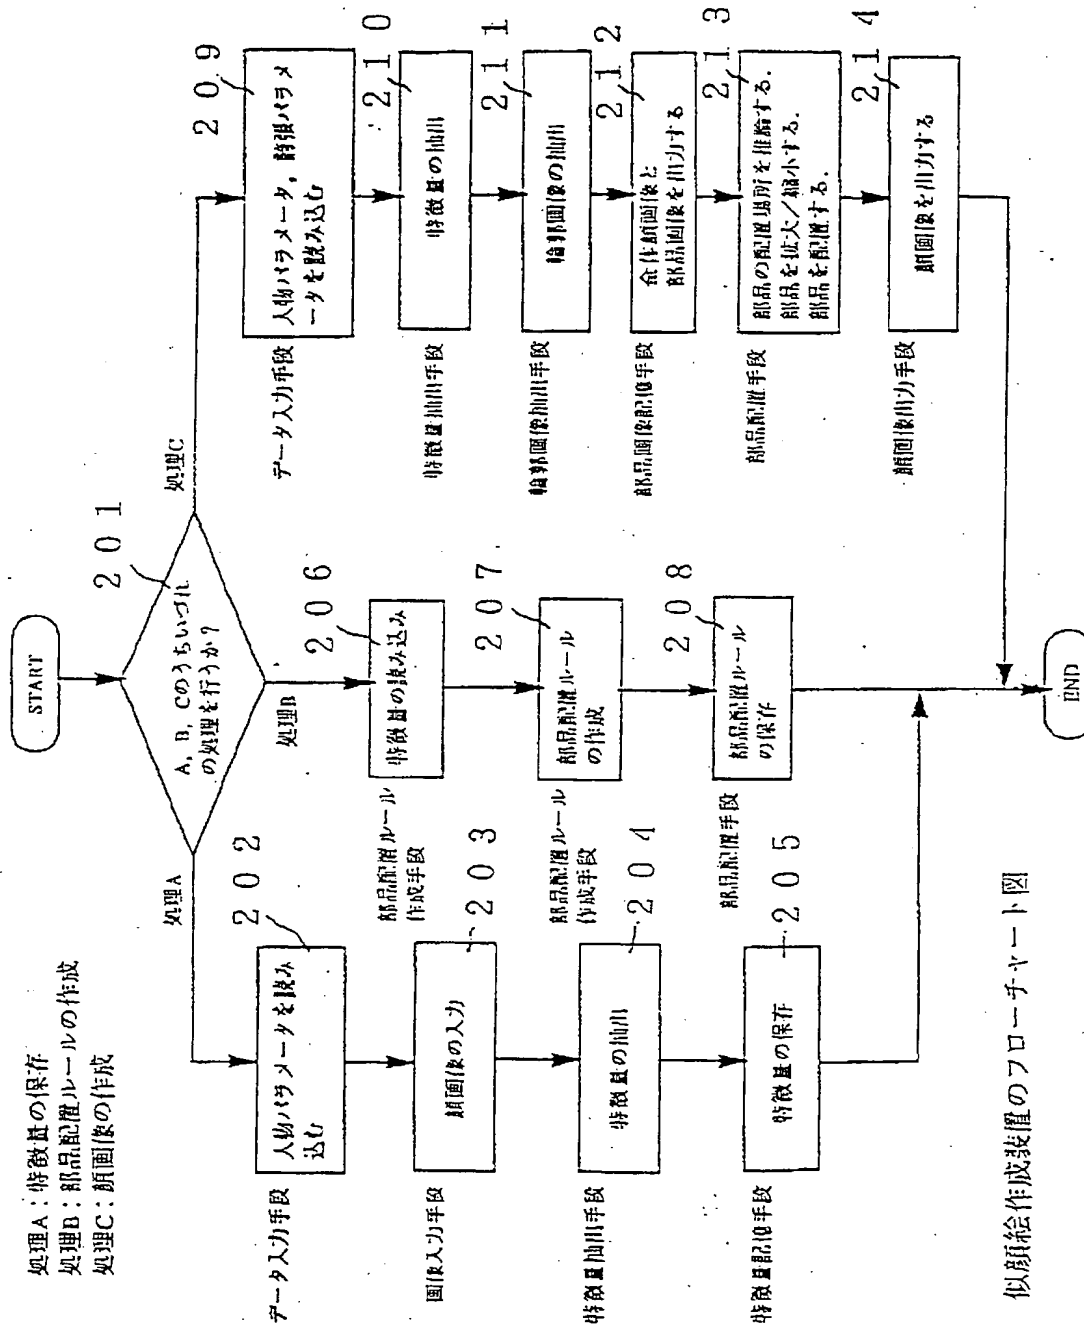 処理A：特徴量の保存
処理B：部品配置ルールの作成
処理C：顔画像の作成
START
201
A，B，Cのうちいづれ
の処理を行うか？
処理A
処理B
処理C
データ入力手段
202
人物パラメータを読み
込む
画像入力手段
203
顔画像の入力
特徴量抽出手段
204
特徴量の抽出
特徴量記憶手段
205
特徴量の保存
部品配置ルール
作成手段
206
特徴量の読み込み
部品配置ルール
作成手段
207
部品配置ルール
の作成
部品配置手段
208
部品配置ルール
の保存
データ入力手段
209
人物パラメータ，誇張パラメ
ータを読み込む
特徴量抽出手段
210
特徴量の抽出
輪郭画像抽出手段
211
輪郭画像の抽出
部品画像記憶手段
212
合作顔画像と
部品画像を出力する
部品配置手段
213
部品の配置場所を推論する．
部品を拡大／縮小する．
部品を配置する．
顔画像出力手段
214
顔画像を出力する
END
似顔絵作成装置のフローチャート図